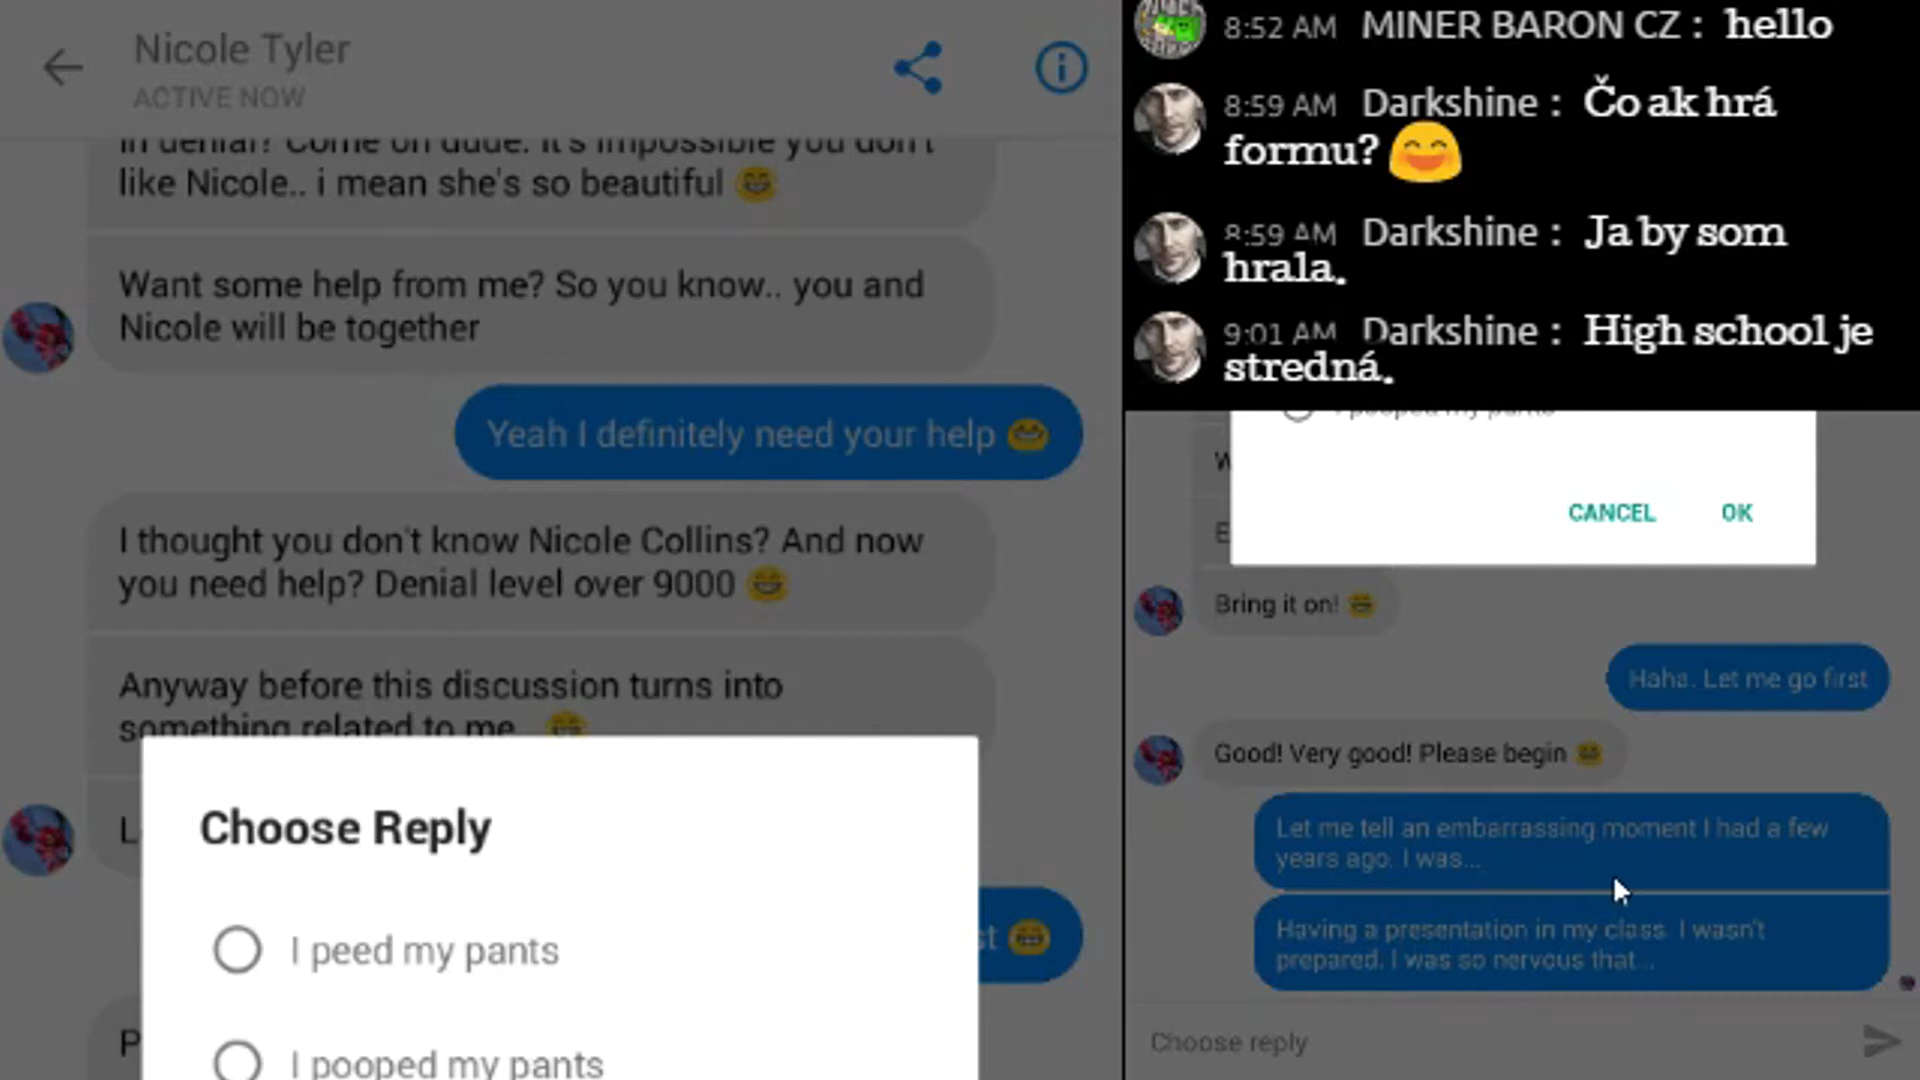 Nicole Tyler
ACTIVE NOW
In denial? Come on dude. It's impossible you don't
like Nicole.. i mean she's so beautiful 😄
Want some help from me? So you know.. you and
Nicole will be together
Yeah I definitely need your help 😄
I thought you don't know Nicole Collins? And now
you need help? Denial level over 9000 😄
Anyway before this discussion turns into
something related to me.. 😄
L
st 😄
P
Choose Reply
I peed my pants
I pooped my pants
8:52 AM MINER BARON CZ : hello
8:59 AM Darkshine : Čo ak hrá
formu? 😄
8:59 AM Darkshine : Ja by som
hrala.
9:01 AM Darkshine : High school je
stredná.
I pooped my pants
W
E
CANCEL OK
Bring it on! 😄
Haha. Let me go first
Good! Very good! Please begin 😄
Let me tell an embarrassing moment I had a few
years ago. I was...
Having a presentation in my class. I wasn't
prepared. I was so nervous that...
Choose reply